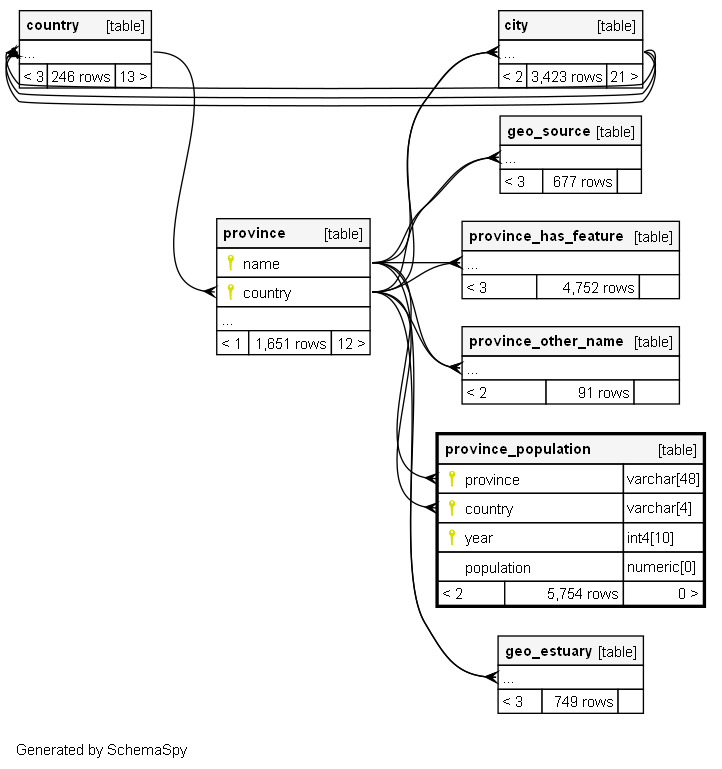 country [table]
...
< 3 246 rows 13 >
city [table]
...
< 2 3,423 rows 21 >
geo_source [table]
...
< 3 677 rows
province [table]
name
country
...
< 1 1,651 rows 12 >
province_has_feature [table]
...
< 3 4,752 rows
province_other_name [table]
...
< 2 91 rows
province_population [table]
province varchar[48]
country varchar[4]
year int4[10]
population numeric[0]
< 2 5,754 rows 0 >
geo_estuary [table]
...
< 3 749 rows
Generated by SchemaSpy